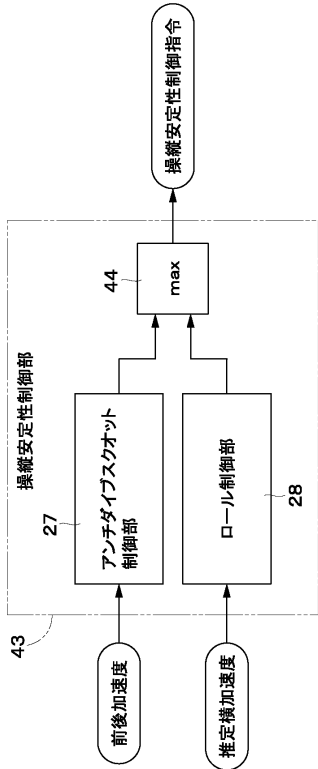 操縦安定性制御部
43
前後加速度
27
アンチダイブスクオット
制御部
推定横加速度
ロール制御部
28
44
max
操縦安定性制御指令